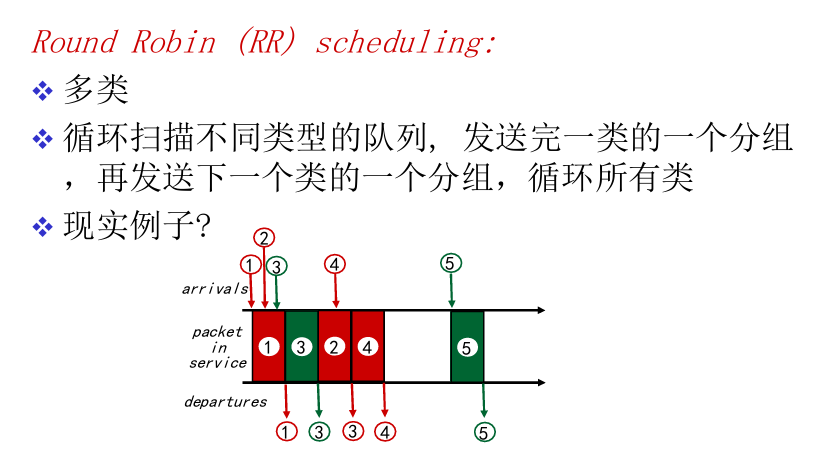 Round Robin (RR) scheduling:
多类
循环扫描不同类型的队列, 发送完一类的一个分组
，再发送下一个类的一个分组，循环所有类
现实例子?
2
1 3 4 5
arrivals
packet
in
service
1 3 2 4 5
departures
1 3 3 4 5